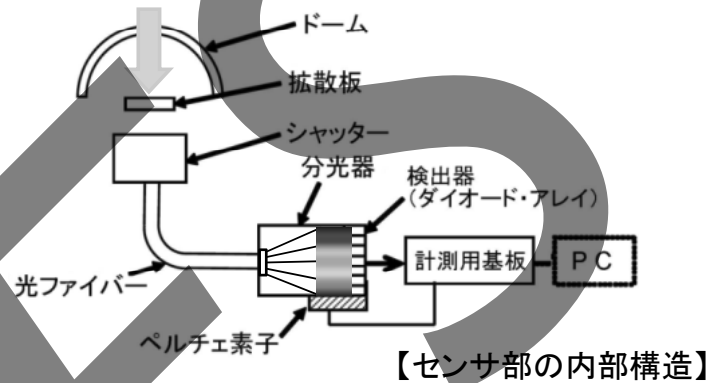 ドーム
拡散板
シャッター
分光器
検出器
(ダイオード・アレイ)
計測用基板
PC
光ファイバー
ペルチェ素子
【センサ部の内部構造】